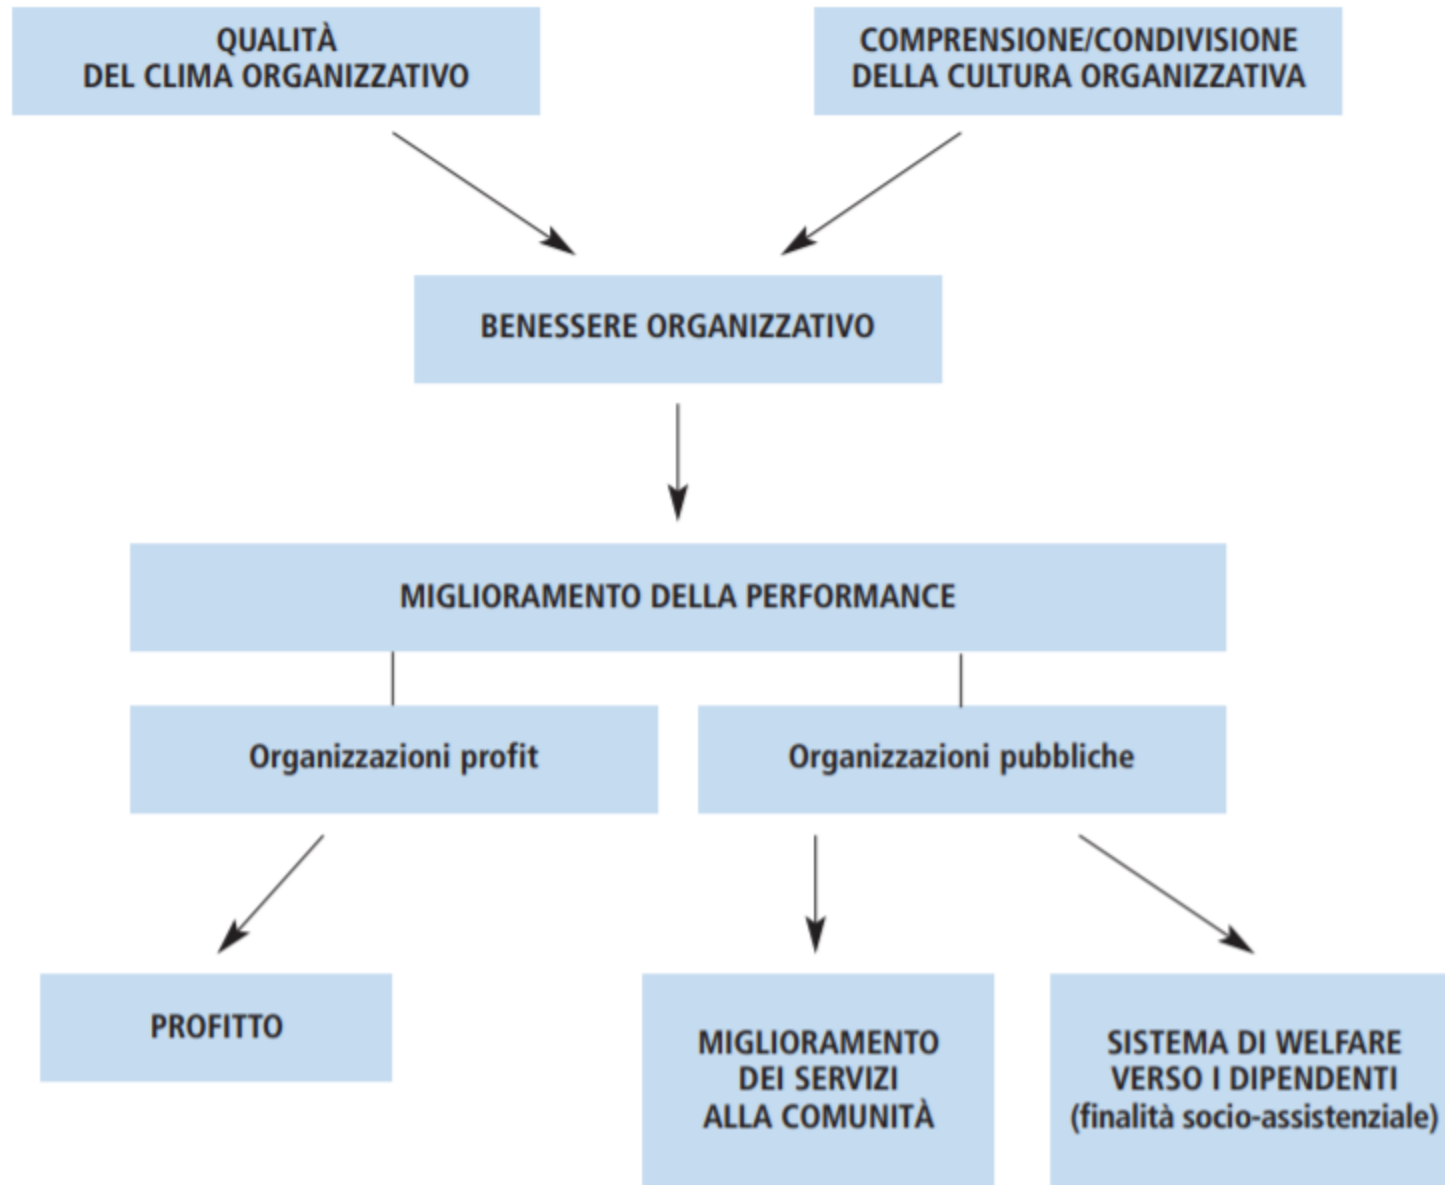 QUALITÀ
DEL CLIMA ORGANIZZATIVO
COMPRENSIONE/CONDIVISIONE
DELLA CULTURA ORGANIZZATIVA
BENESSERE ORGANIZZATIVO
MIGLIORAMENTO DELLA PERFORMANCE
Organizzazioni profit
Organizzazioni pubbliche
PROFITTO
MIGLIORAMENTO
DEI SERVIZI
ALLA COMUNITÀ
SISTEMA DI WELFARE
VERSO I DIPENDENTI
(finalità socio-assistenziale)